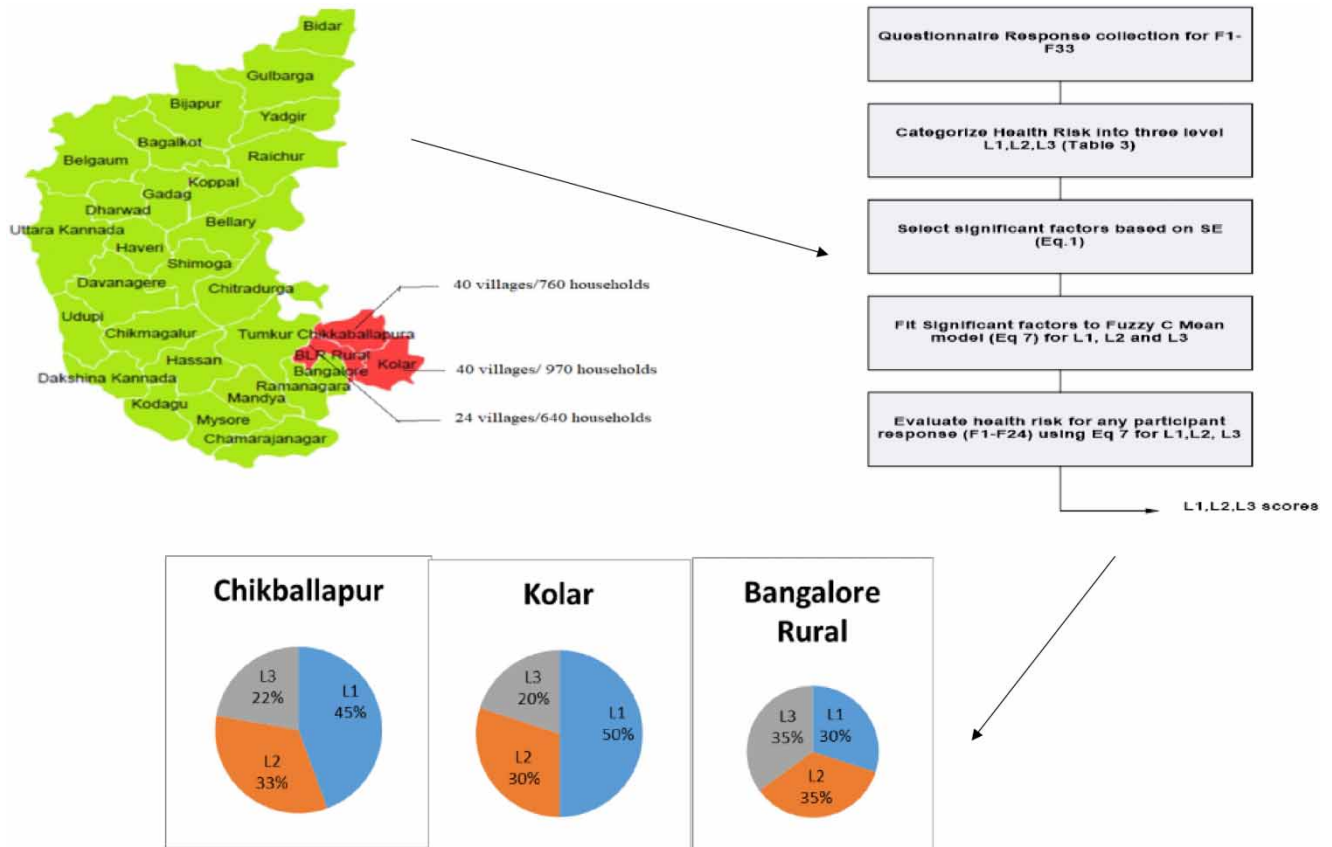 Bidar
Gulbarga
Bijapur
Yadgir
Bagalkot
Belgaum
Raichur
Koppal
Gadag
Dharwad
Uttara Kannada
Bellary
Haveri
Shimoga
Davanagere
Chitradurga
Udupi
Chikmagalur
Tumkur
Chikkaballapura
BLR Rural
Hassan
Bangalore
Kolar
Dakshina Kannada
Ramanagara
Kodagu
Mandya
Mysore
Chamarajanagar
40 villages/760 households
40 villages/ 970 households
24 villages/640 households
Questionnaire Response collection for F1-
F33
Categorize Health Risk into three level
L1,L2,L3 (Table 3)
Select significant factors based on SE
(Eq.1)
Fit Significant factors to Fuzzy C Mean
model (Eq 7) for L1, L2 and L3
Evaluate health risk for any participant
response (F1-F24) using Eq 7 for L1,L2, L3
L1,L2,L3 scores
Chikballapur
L3
22%
L1
45%
L2
33%
Kolar
L3
20%
L1
50%
L2
30%
Bangalore
Rural
L3
35%
L1
30%
L2
35%